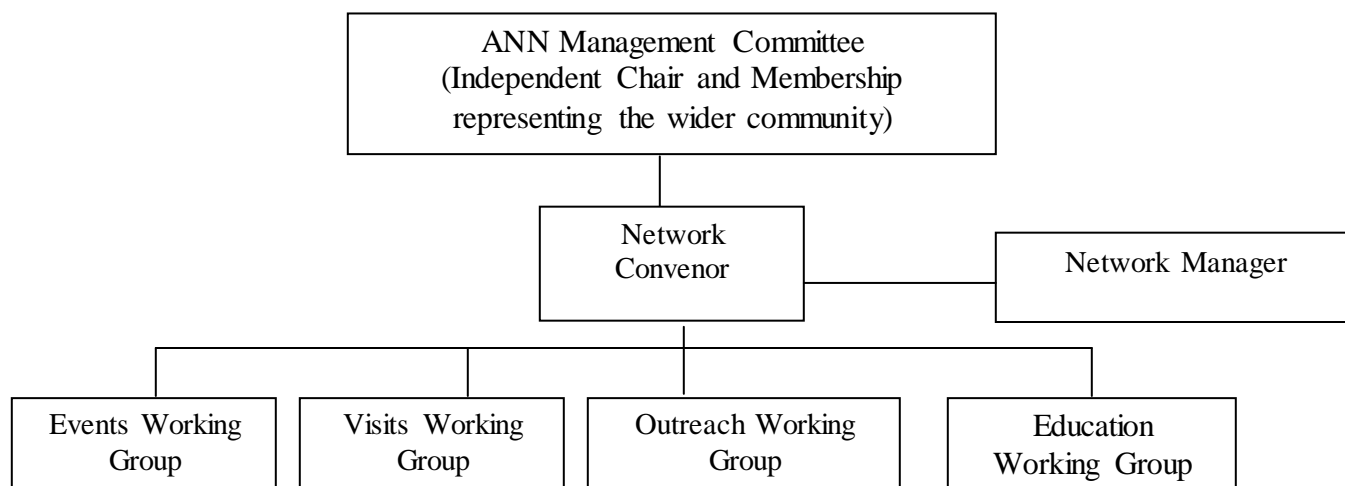 ANN Management Committee
(Independent Chair and Membership
representing the wider community)
Network
Convenor
Network Manager
Events Working
Group
Visits Working
Group
Outreach Working
Group
Education
Working Group